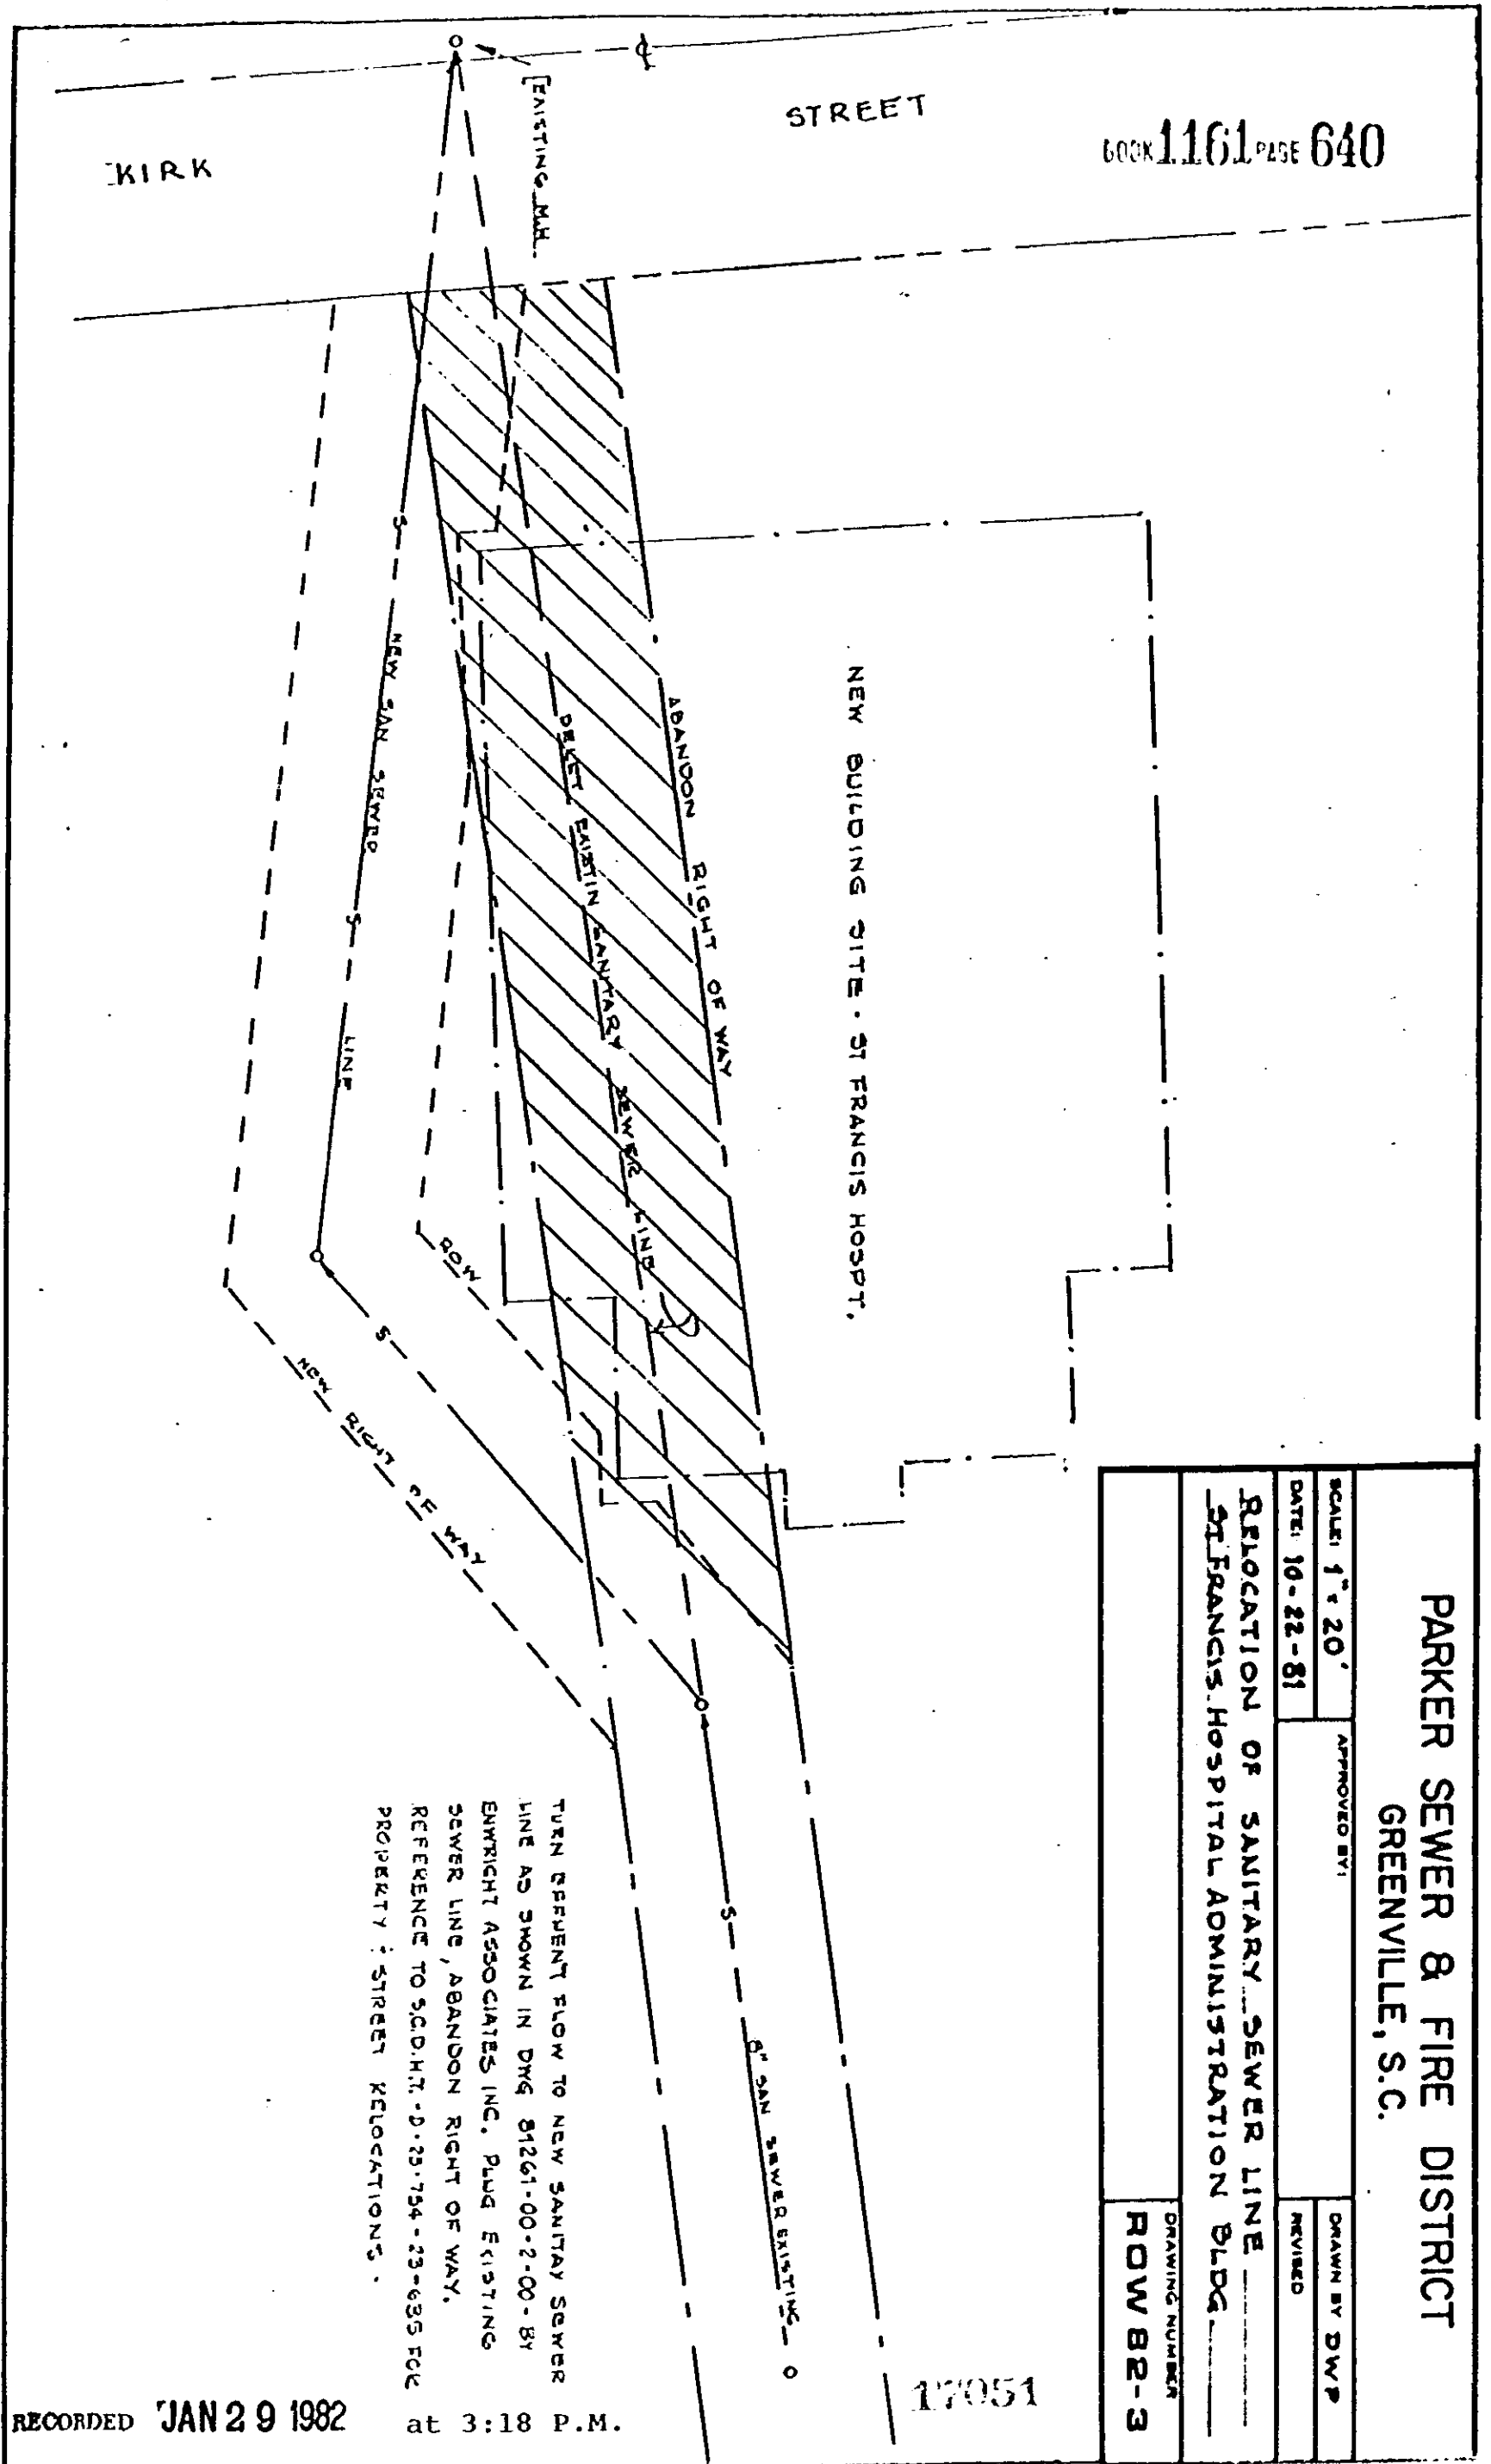 BOOK 1161 PAGE 640
KIRK
STREET
EXISTING M.H.
NEW BUILDING SITE - ST FRANCIS HOSPT.
ABANDON RIGHT OF WAY
DELET EXISTIN SANITARY SEWER LINE
S
NEW SAN SEWER
S
LINE
ROW
S
NEW RIGHT OF WAY
S
8" SAN SEWER EXISTING
TURN EFFLUENT FLOW TO NEW SANITAY SEWER
LINE AS SHOWN IN DWG 81261-00-2-00-BY
ENWRIGHT ASSOCIATES INC. PLUG EXISTING
SEWER LINE, ABANDON RIGHT OF WAY.
REFERENCE TO S.C.D.H.T. - D-23-754-23-635 FOR
PROPERTY & STREET RELOCATIONS.
PARKER SEWER & FIRE DISTRICT
GREENVILLE, S.C.
SCALE: 1" = 20'
APPROVED BY:
DRAWN BY DWP
DATE: 10-22-81
REVISED
RELOCATION OF SANITARY SEWER LINE
ST FRANCIS HOSPITAL ADMINISTRATION BLDG.
DRAWING NUMBER
ROW 82-3
17051
RECORDED JAN 29 1982 at 3:18 P.M.